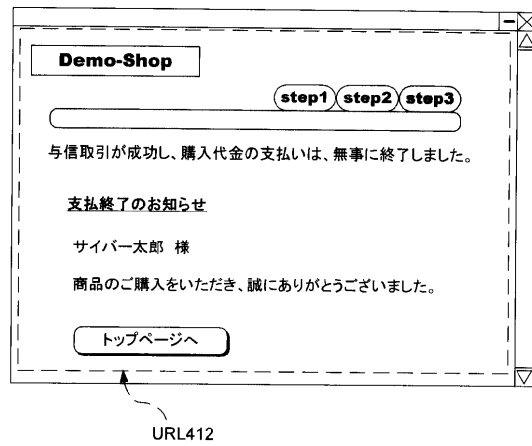 Demo-Shop
step1 step2 step3
与信取引が成功し、購入代金の支払いは、無事に終了しました。
支払終了のお知らせ
サイバー太郎 様
商品のご購入をいただき、誠にありがとうございました。
トップページへ
URL412